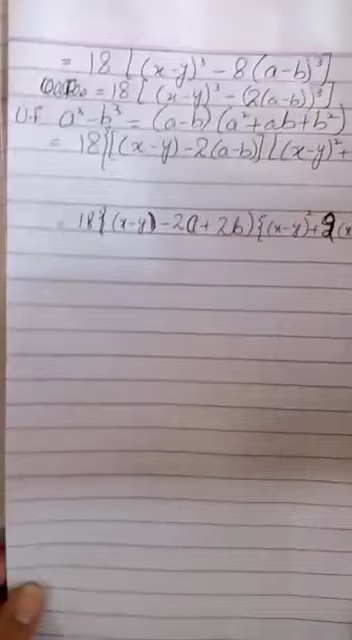 = 18 [(x-y)³ - 8(a-b)³]
= 18 [(x-y)³ - (2(a-b))³]
U.F. a³-b³ = (a-b)(a²+ab+b²)
= 18{[(x-y)-2(a-b)][(x-y)²+
18{(x-y)-2a+2b){(x-y)²+2(x